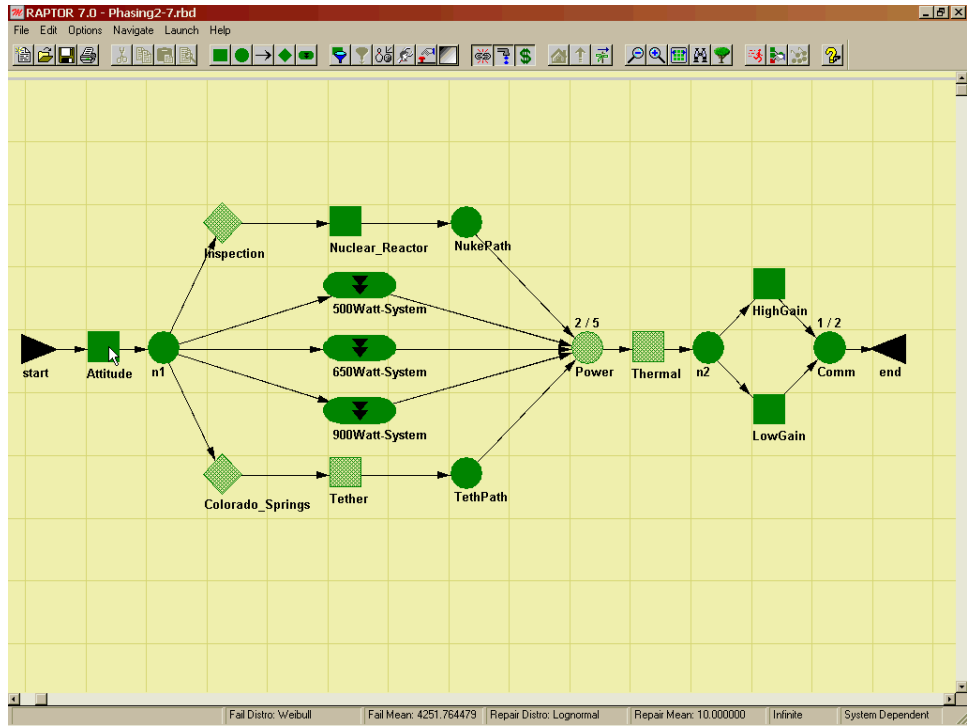 RAPTOR 7.0 - Phasing2-7.rbd
File Edit Options Navigate Launch Help
Inspection
Nuclear_Reactor
NukePath
500Watt-System
HighGain
2 / 5
1 / 2
start
Attitude
n1
650Watt-System
Power
Thermal
n2
Comm
end
900Watt-System
LowGain
Colorado_Springs
Tether
TethPath
Fail Distro: Weibull
Fail Mean: 4251.764479
Repair Distro: Lognormal
Repair Mean: 10.000000
Infinite
System Dependent